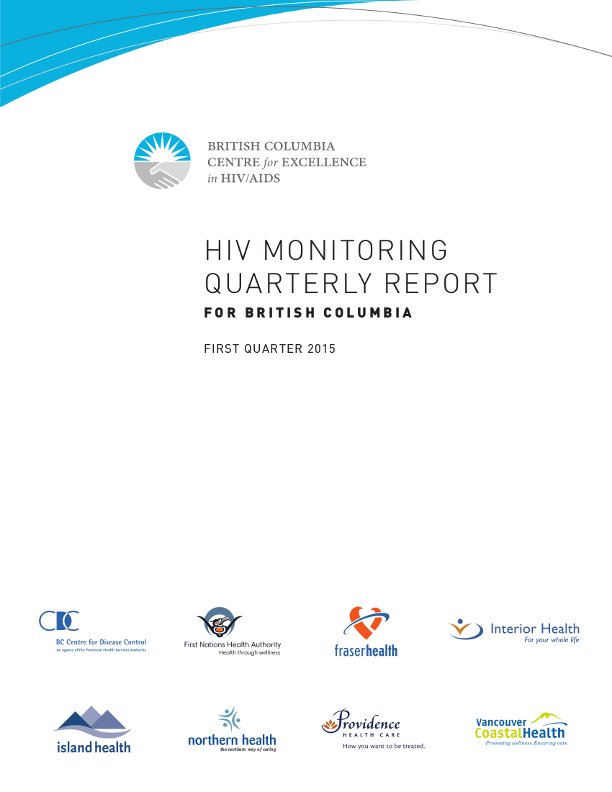 BRITISH COLUMBIA
CENTRE for EXCELLENCE
in HIV/AIDS
HIV MONITORING
QUARTERLY REPORT
FOR BRITISH COLUMBIA
FIRST QUARTER 2015
CDC
BC Centre for Disease Control
An agency of the Provincial Health Services Authority
First Nations Health Authority
Health through wellness
fraserhealth
Interior Health
For your whole life
island health
northern health
the northern way of caring
Providence
HEALTH CARE
How you want to be treated.
Vancouver
CoastalHealth
Promoting wellness. Ensuring care.